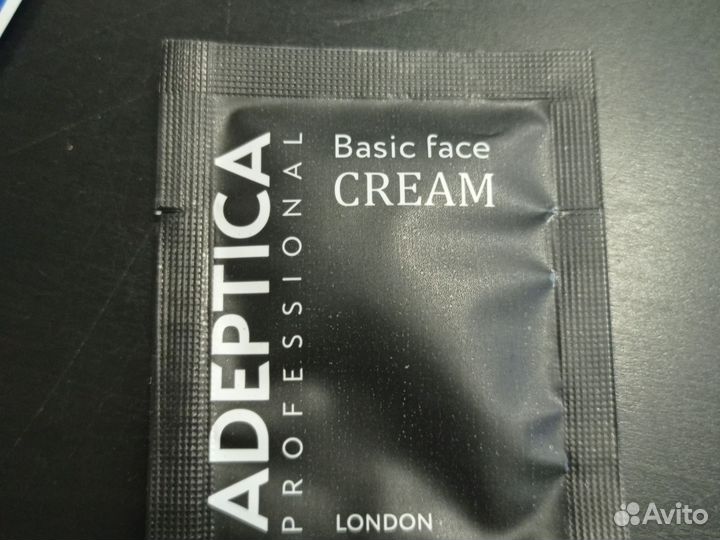 ADEPTICA
PROFESSIONAL
Basic face
CREAM
LONDON
Avito